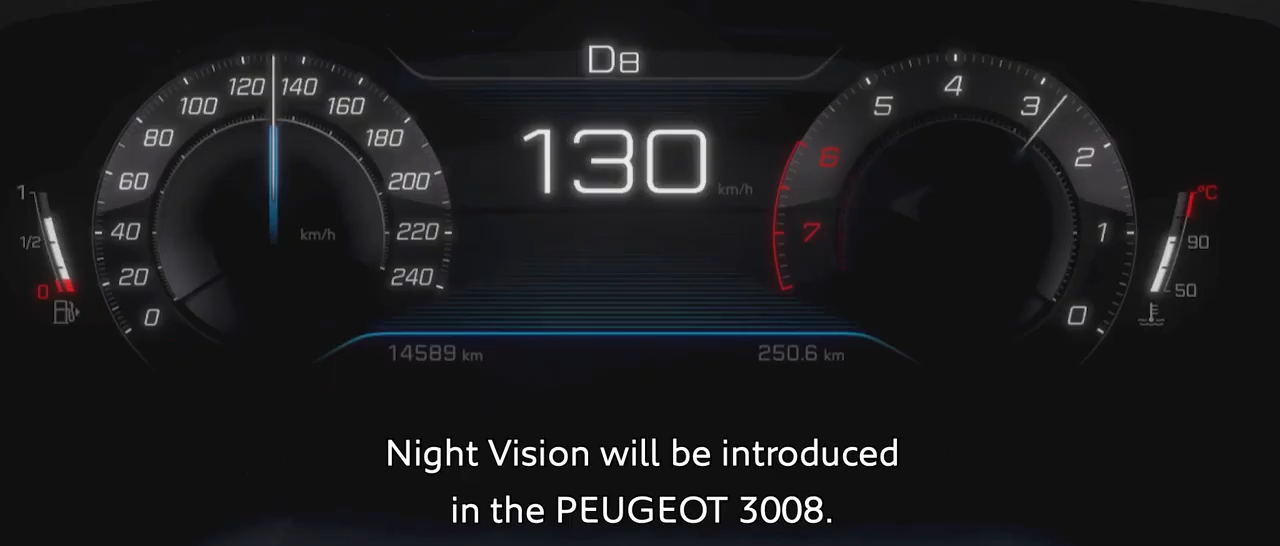 D8
120 140
100 160
80 180
60 200
40 220
20 240
0
km/h
1
1/2
0
130 km/h
4
5 3
6 2
7 1
0
°C
90
50
14589 km 250.6 km
Night Vision will be introduced
in the PEUGEOT 3008.